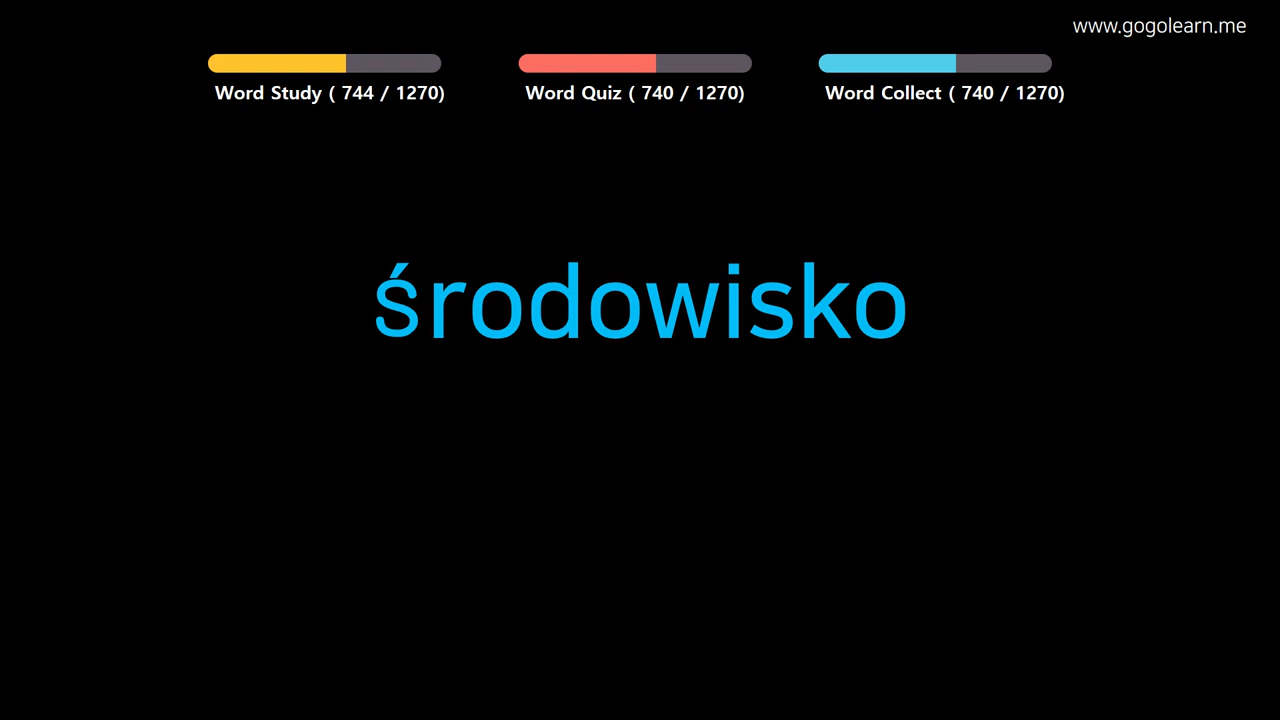 www.gogolearn.me
Word Study ( 744 / 1270)
Word Quiz ( 740 / 1270)
Word Collect ( 740 / 1270)
środowisko